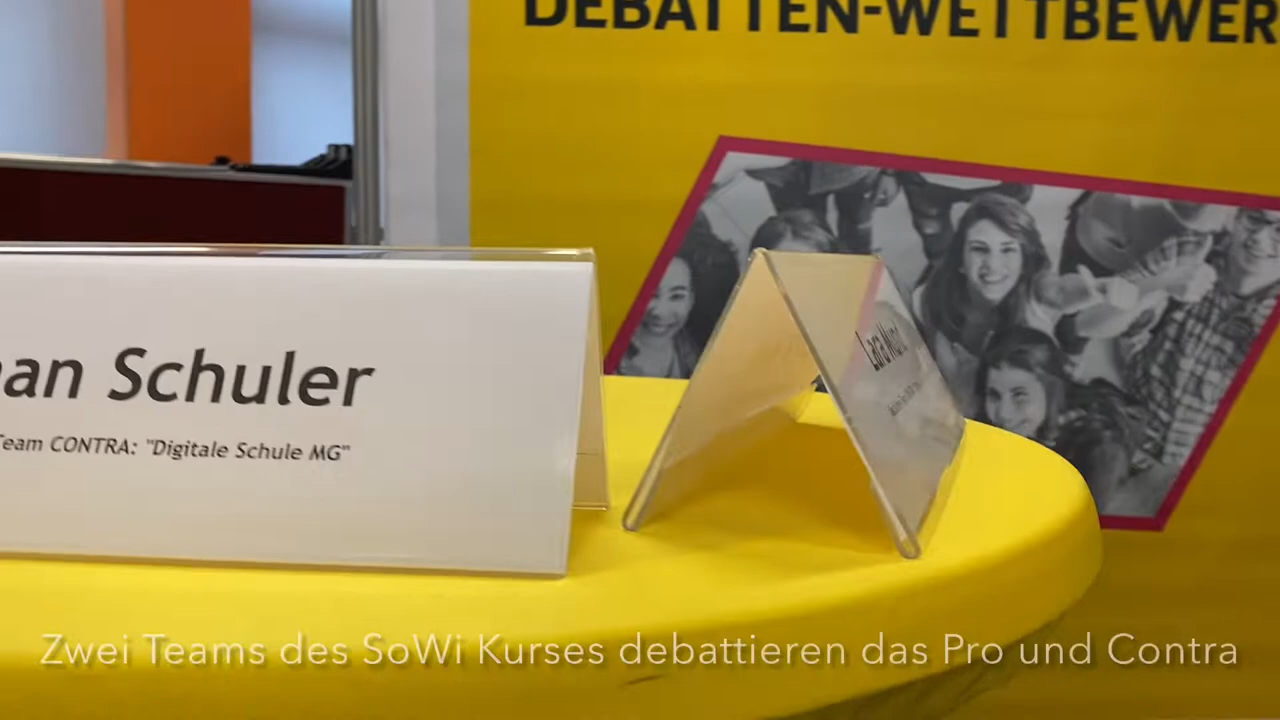 DEBATTEN-WETTBEWER
an Schuler
Team CONTRA: "Digitale Schule MG"
Lara
Zwei Teams des SoWi Kurses debattieren das Pro und Contra